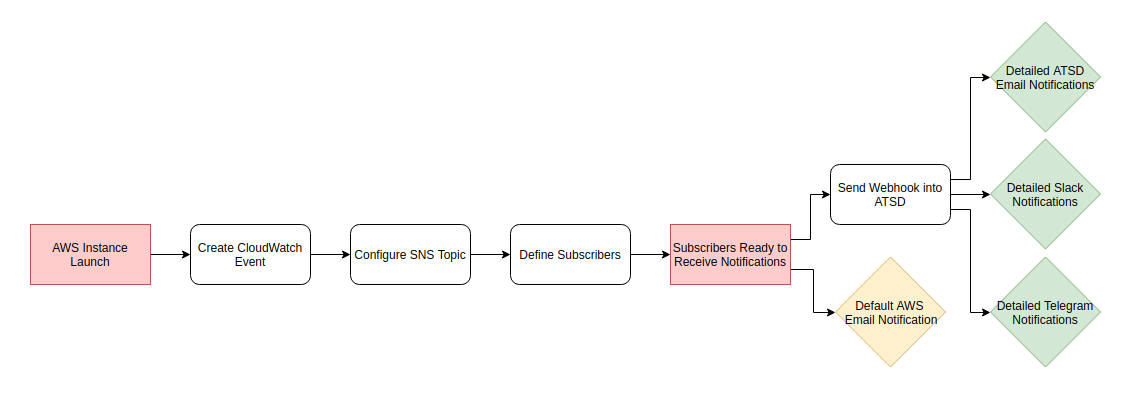 AWS Instance
Launch
Create CloudWatch
Event
Configure SNS Topic
Define Subscribers
Subscribers Ready to
Receive Notifications
Send Webhook into
ATSD
Default AWS
Email Notification
Detailed ATSD
Email Notifications
Detailed Slack
Notifications
Detailed Telegram
Notifications